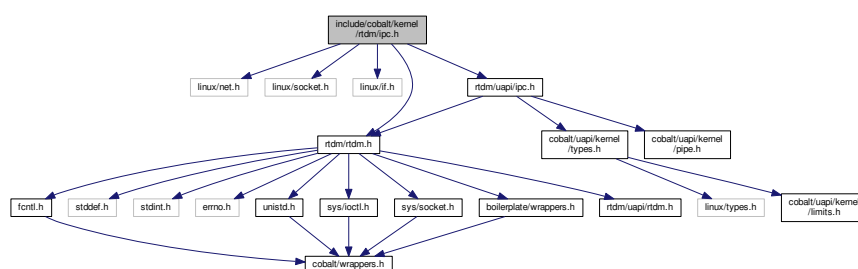 include/cobalt/kernel
/rtdm/ipc.h
linux/net.h
linux/socket.h
linux/if.h
rtdm/uapi/ipc.h
rtdm/rtdm.h
cobalt/uapi/kernel
/types.h
cobalt/uapi/kernel
/pipe.h
fcntl.h
stddef.h
stdint.h
errno.h
unistd.h
sys/ioctl.h
sys/socket.h
boilerplate/wrappers.h
rtdm/uapi/rtdm.h
linux/types.h
cobalt/uapi/kernel
/limits.h
cobalt/wrappers.h